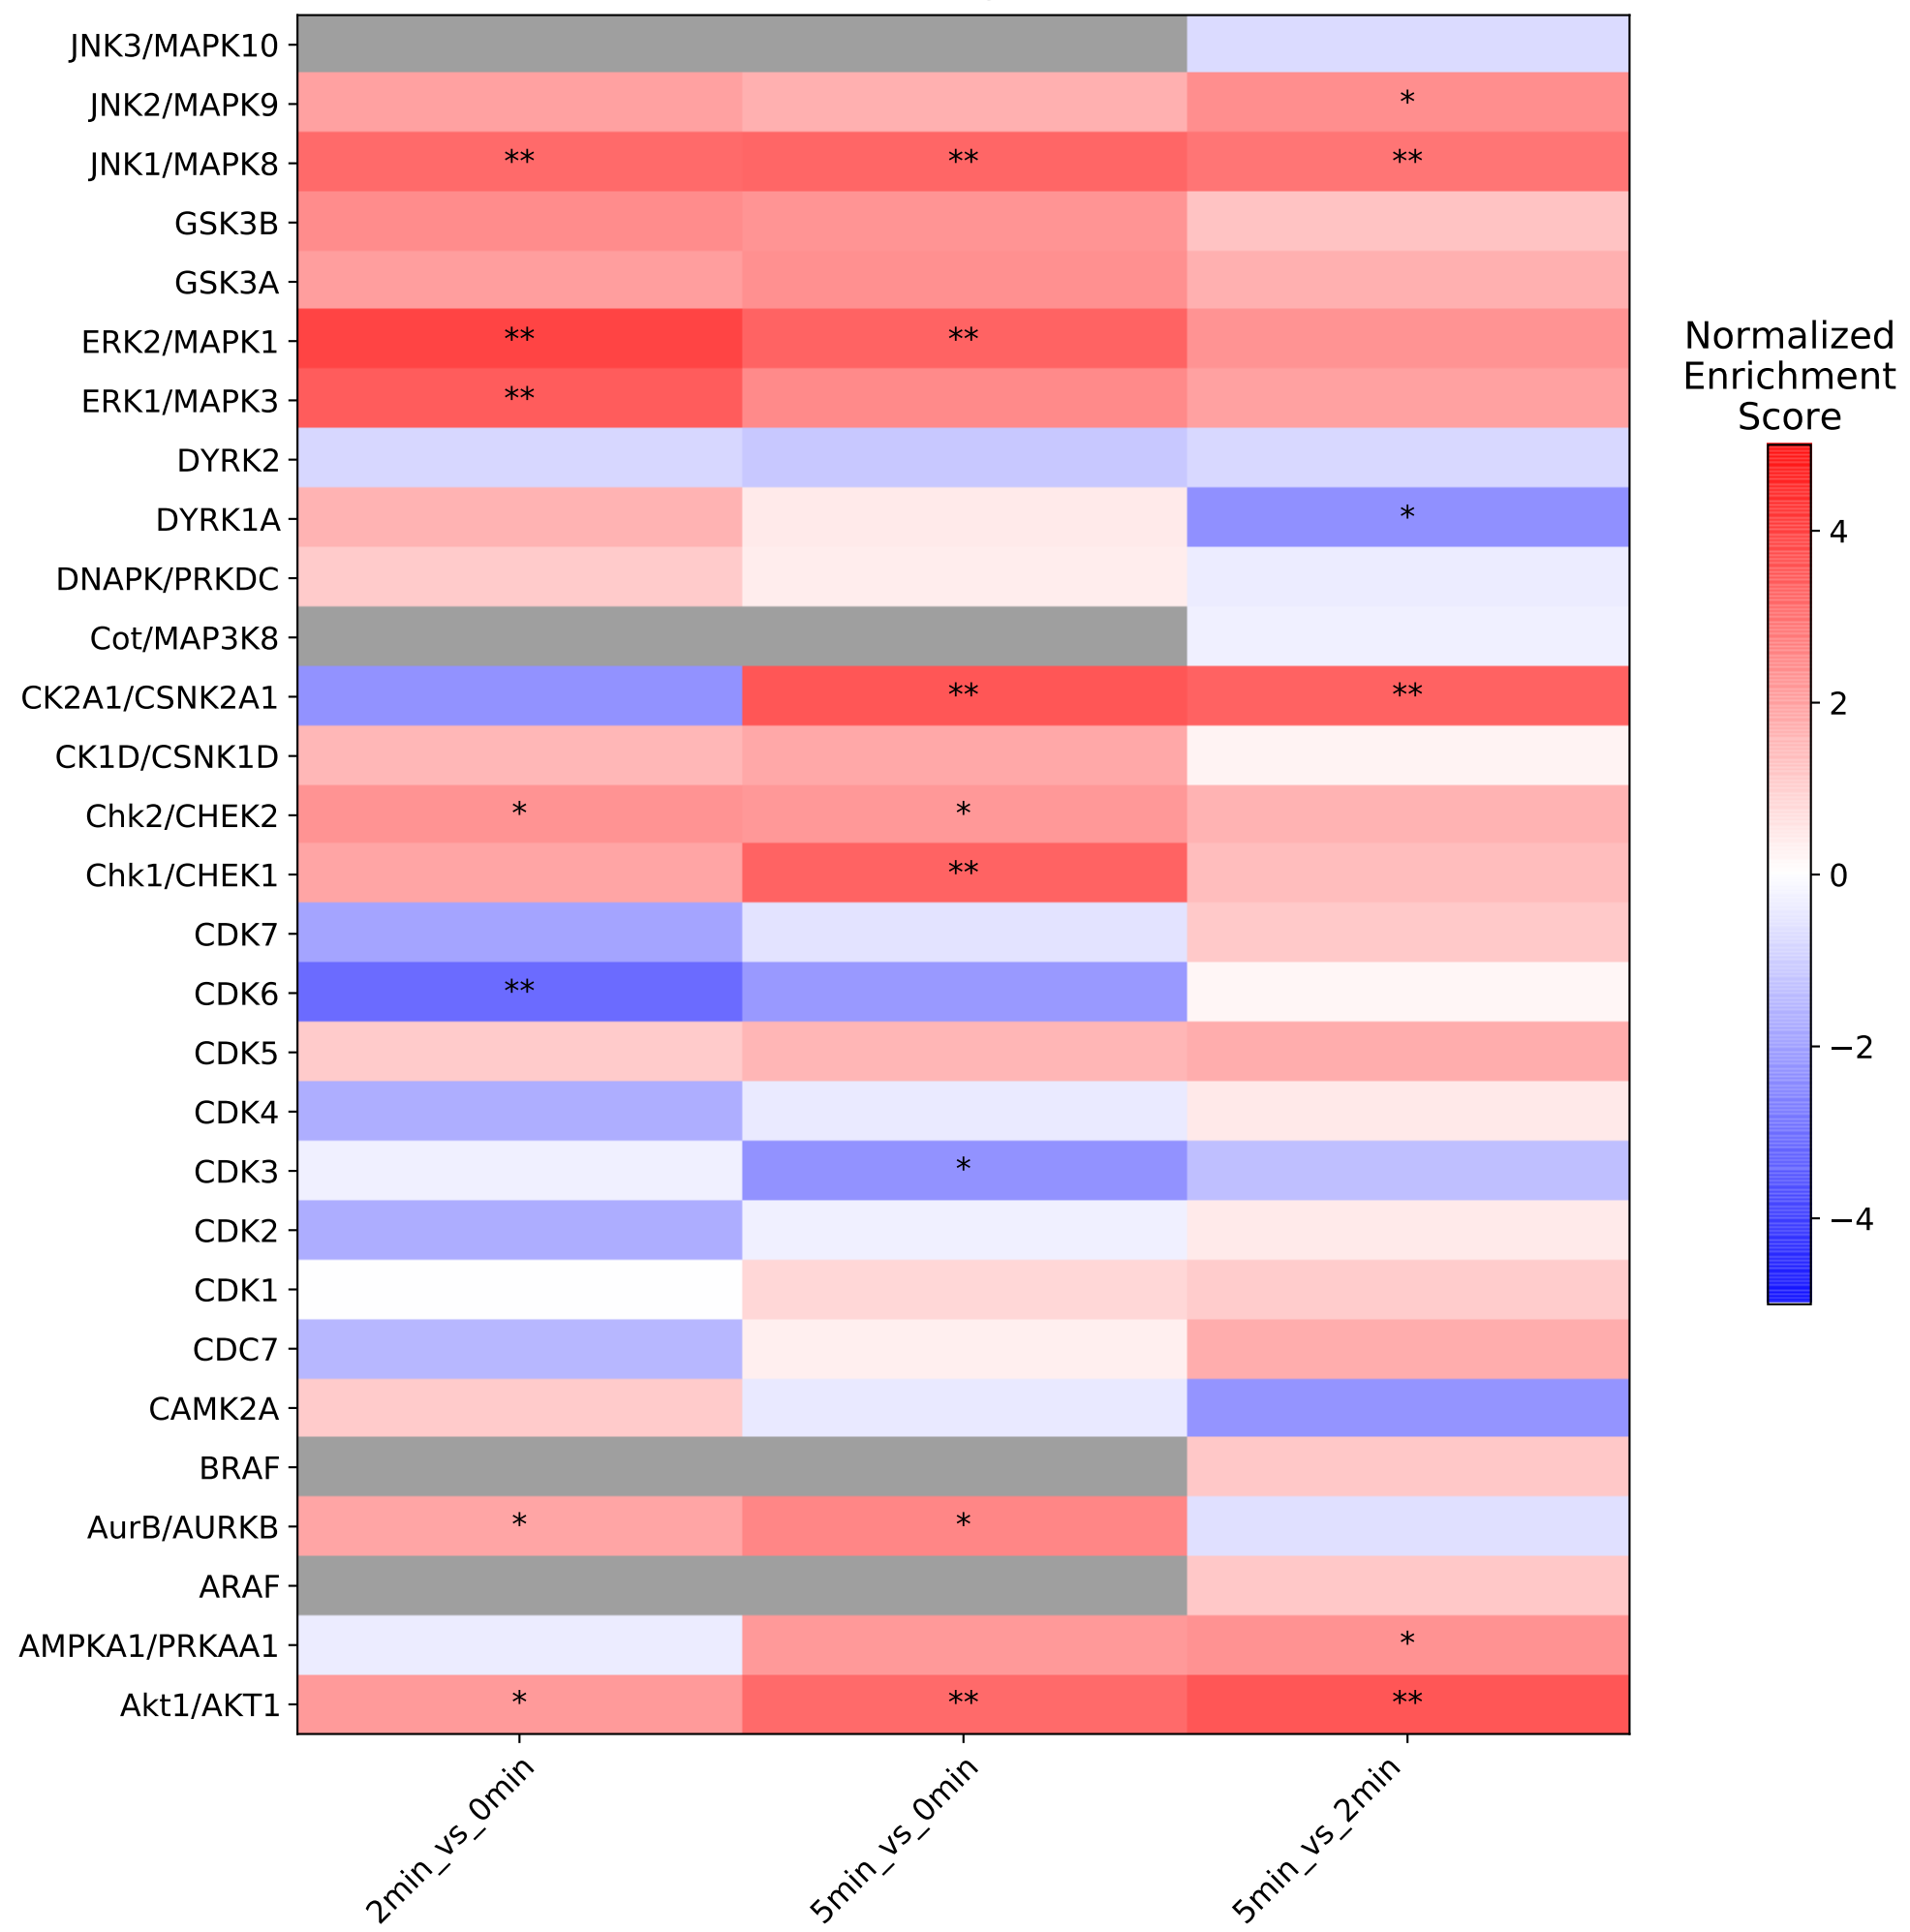 JNK3/MAPK10
JNK2/MAPK9
*
JNK1/MAPK8
**
**
**
GSK3B
GSK3A
ERK2/MAPK1
**
**
ERK1/MAPK3
**
DYRK2
DYRK1A
*
DNAPK/PRKDC
Cot/MAP3K8
CK2A1/CSNK2A1
**
**
CK1D/CSNK1D
Chk2/CHEK2
*
*
Chk1/CHEK1
**
CDK7
CDK6
**
CDK5
CDK4
CDK3
*
CDK2
CDK1
CDC7
CAMK2A
BRAF
AurB/AURKB
*
*
ARAF
AMPKA1/PRKAA1
*
Akt1/AKT1
*
**
**
2min_vs_0min
5min_vs_0min
5min_vs_2min
Normalized
Enrichment
Score
4
2
0
−2
−4